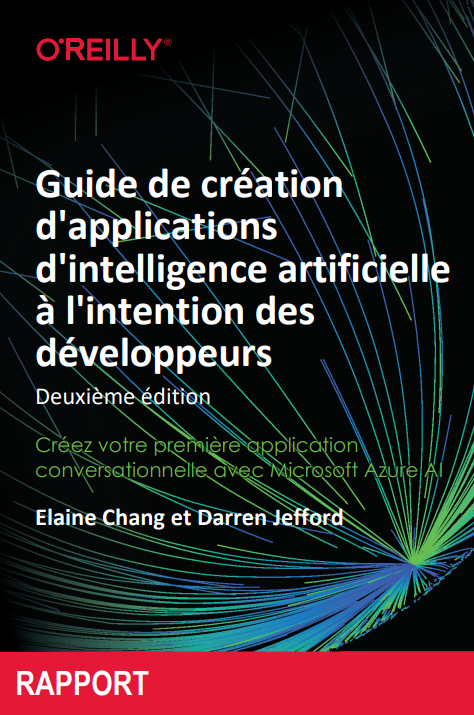 O'REILLY®
Guide de création
d'applications
d'intelligence artificielle
à l'intention des
développeurs
Deuxième édition
Créez votre première application
conversationnelle avec Microsoft Azure AI
Elaine Chang et Darren Jefford
RAPPORT